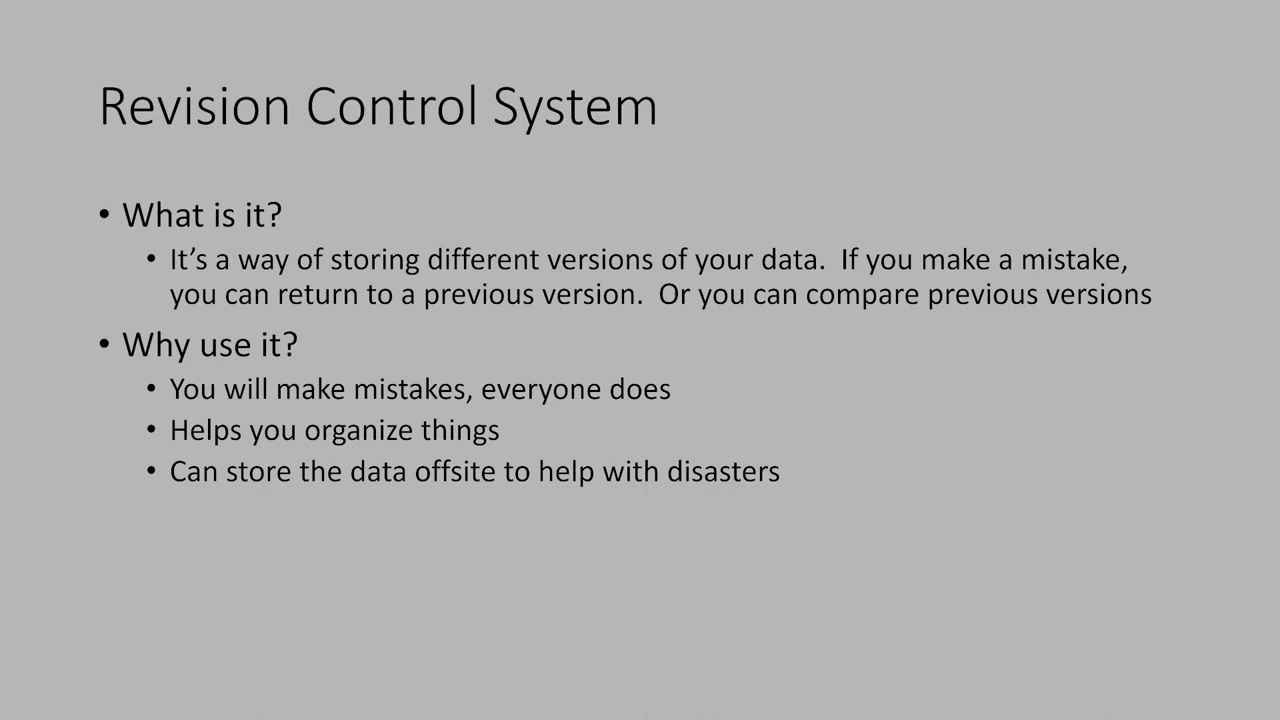 Revision Control System
• What is it?
• It’s a way of storing different versions of your data.  If you make a mistake,
you can return to a previous version.  Or you can compare previous versions
• Why use it?
• You will make mistakes, everyone does
• Helps you organize things
• Can store the data offsite to help with disasters